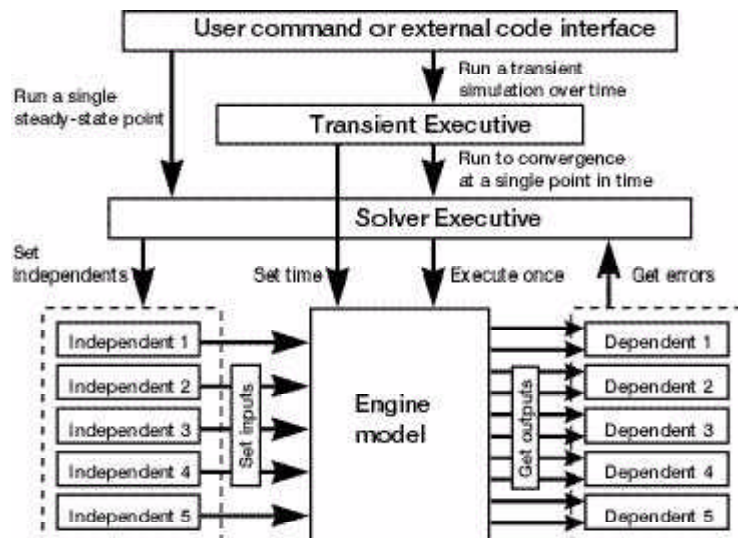 User command or external code interface
Run a single
steady-state point
Run a transient
simulation over time
Transient Executive
Run to convergence
at a single point in time
Solver Executive
Set
independents
Set time
Execute once
Get errors
Independent 1
Independent 2
Independent 3
Independent 4
Independent 5
Set inputs
Engine
model
Get outputs
Dependent 1
Dependent 2
Dependent 3
Dependent 4
Dependent 5